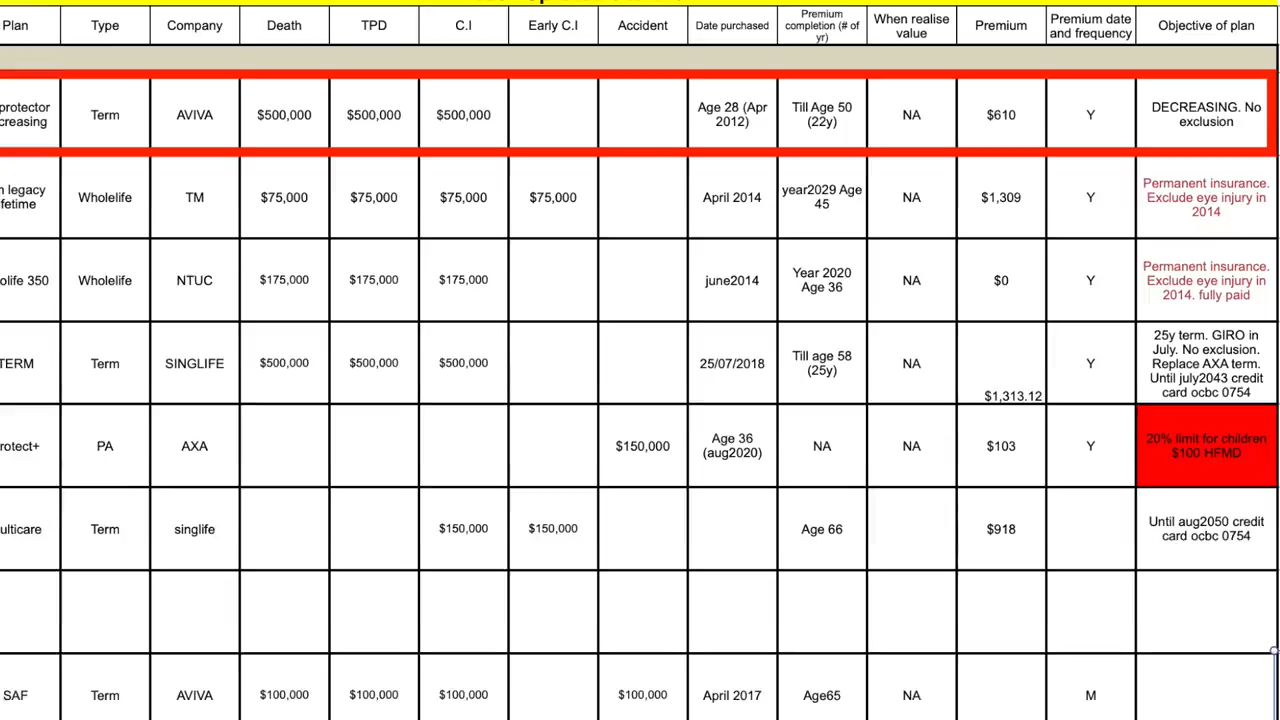 Plan Type Company Death TPD C.I Early C.I Accident Date purchased Premium completion (# of yr) When realise value Premium Premium date and frequency Objective of plan
protector creasing Term AVIVA $500,000 $500,000 $500,000 Age 28 (Apr 2012) Till Age 50 (22y) NA $610 Y DECREASING. No exclusion
legacy fetime Wholelife TM $75,000 $75,000 $75,000 $75,000 April 2014 year2029 Age 45 NA $1,309 Y Permanent insurance. Exclude eye injury in 2014
olife 350 Wholelife NTUC $175,000 $175,000 $175,000 june2014 Year 2020 Age 36 NA $0 Y Permanent insurance. Exclude eye injury in 2014. fully paid
TERM Term SINGLIFE $500,000 $500,000 $500,000 25/07/2018 Till age 58 (25y) NA $1,313.12 Y 25y term. GIRO in July. No exclusion. Replace AXA term. Until july2043 credit card ocbc 0754
rotect+ PA AXA $150,000 Age 36 (aug2020) NA NA $103 Y 20% limit for children $100 HFMD
ulticare Term singlife $150,000 $150,000 Age 66 $918 Until aug2050 credit card ocbc 0754
SAF Term AVIVA $100,000 $100,000 $100,000 $100,000 April 2017 Age65 NA M